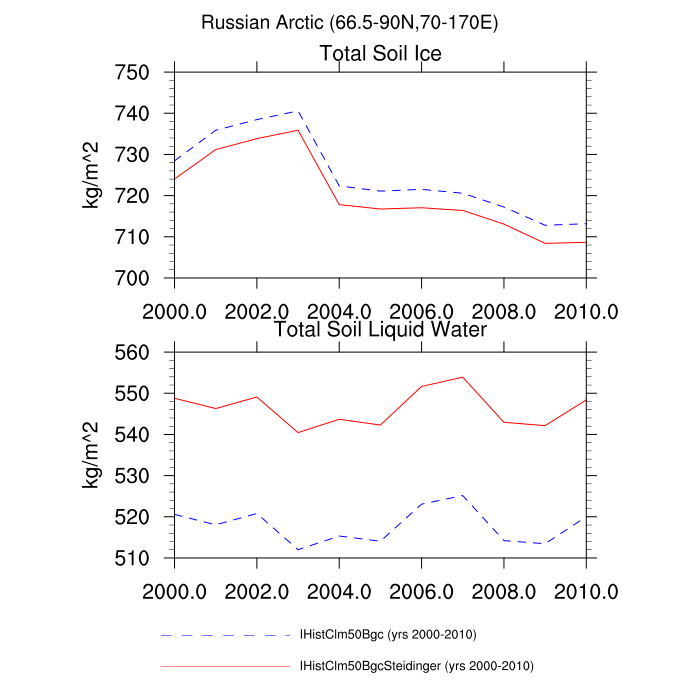 Russian Arctic (66.5-90N,70-170E)
Total Soil Ice
750
740
730
720
710
700
kg/m^2
2000.0 2002.0 2004.0 2006.0 2008.0 2010.0
Total Soil Liquid Water
560
550
540
530
520
510
kg/m^2
2000.0 2002.0 2004.0 2006.0 2008.0 2010.0
IHistClm50Bgc (yrs 2000-2010)
IHistClm50BgcSteidinger (yrs 2000-2010)